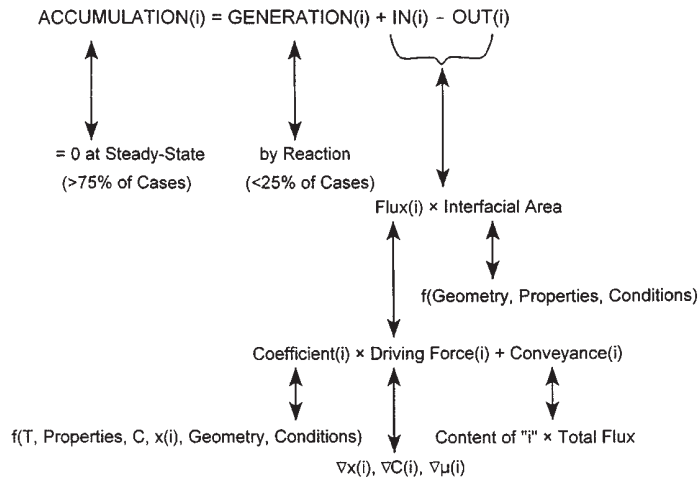 ACCUMULATION(i) = GENERATION(i) + IN(i) − OUT(i)
= 0 at Steady-State
(>75% of Cases)
by Reaction
(<25% of Cases)
Flux(i) × Interfacial Area
f(Geometry, Properties, Conditions)
Coefficient(i) × Driving Force(i) + Conveyance(i)
f(T, Properties, C, x(i), Geometry, Conditions)
Content of "i" × Total Flux
∇x(i), ∇C(i), ∇μ(i)